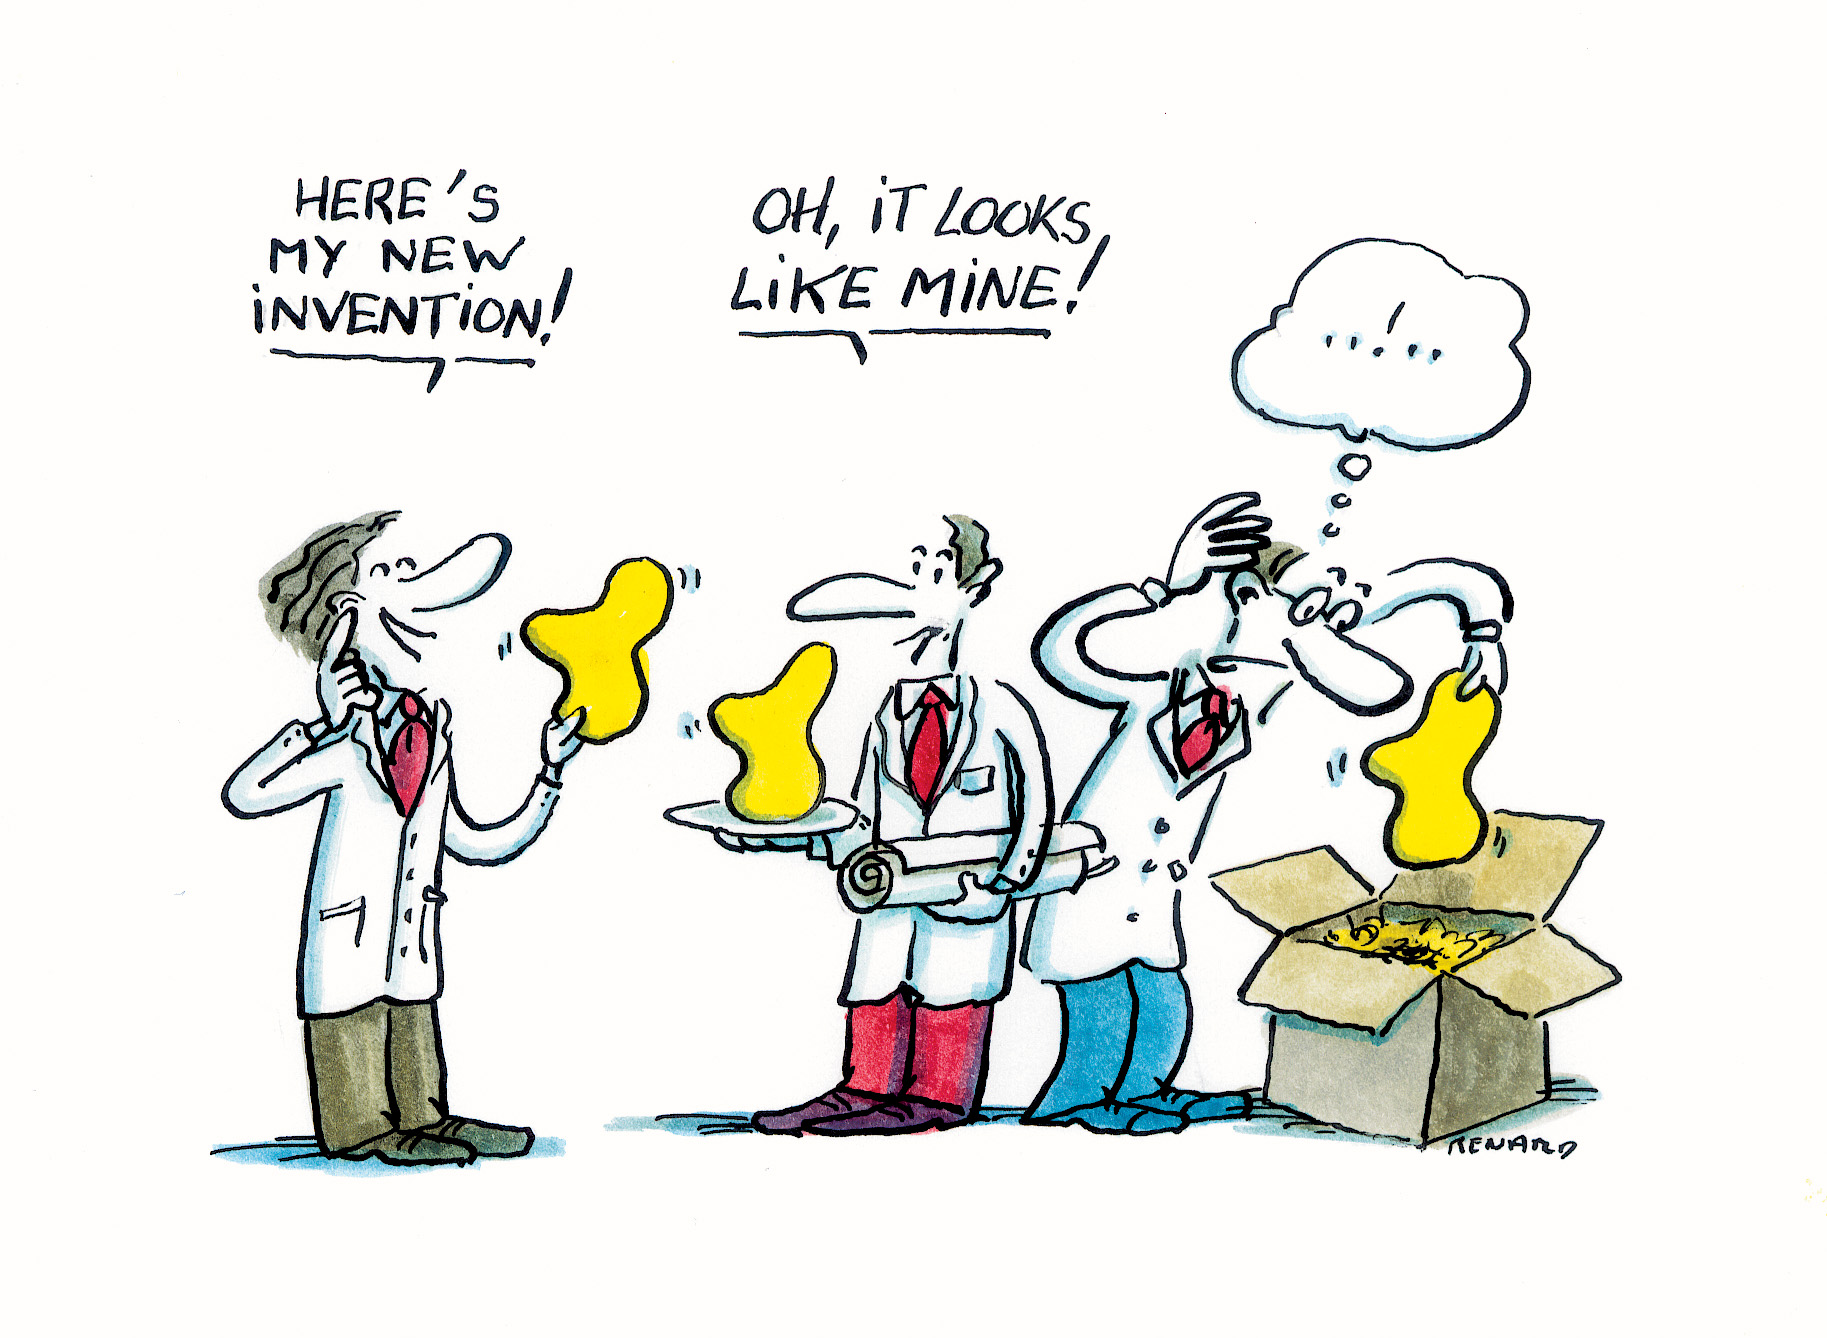 HERE'S
MY NEW
iNVENTiON!
OH, iT LOOKS
LiKE MiNE!
.....!
RENARD